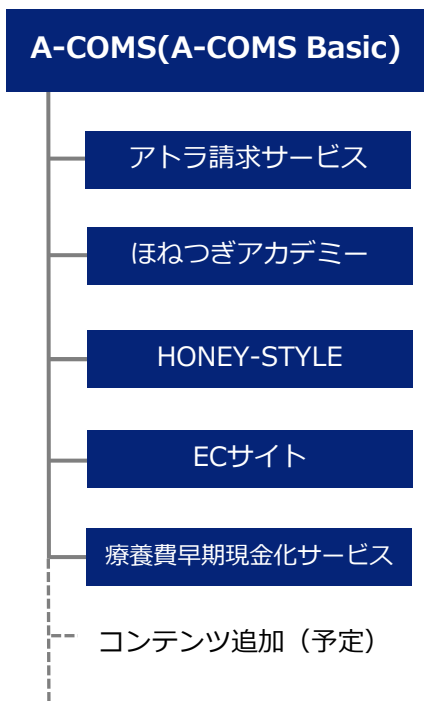 A-COMS(A-COMS Basic)
アトラ請求サービス
ほねつぎアカデミー
HONEY-STYLE
ECサイト
療養費早期現金化サービス
コンテンツ追加（予定）